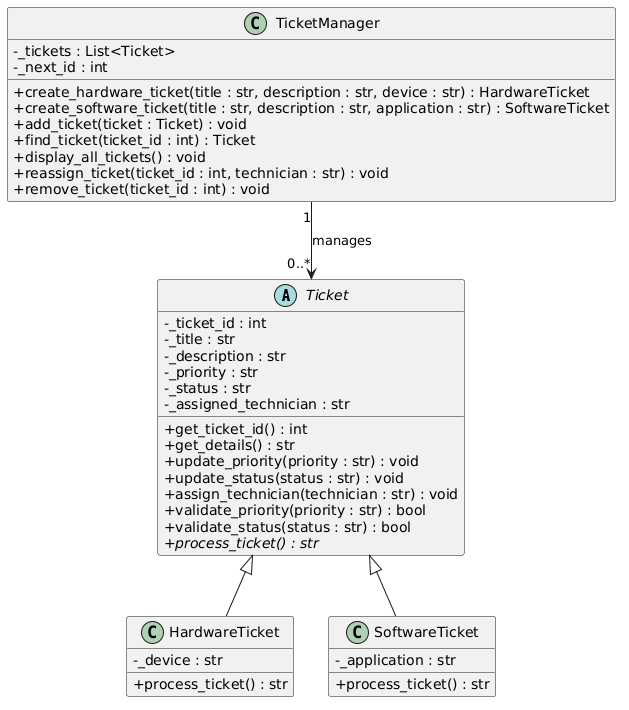 C TicketManager
-_tickets : List<Ticket>
-_next_id : int
+create_hardware_ticket(title : str, description : str, device : str) : HardwareTicket
+create_software_ticket(title : str, description : str, application : str) : SoftwareTicket
+add_ticket(ticket : Ticket) : void
+find_ticket(ticket_id : int) : Ticket
+display_all_tickets() : void
+reassign_ticket(ticket_id : int, technician : str) : void
+remove_ticket(ticket_id : int) : void
1
manages
0..*
A Ticket
-_ticket_id : int
-_title : str
-_description : str
-_priority : str
-_status : str
-_assigned_technician : str
+get_ticket_id() : int
+get_details() : str
+update_priority(priority : str) : void
+update_status(status : str) : void
+assign_technician(technician : str) : void
+validate_priority(priority : str) : bool
+validate_status(status : str) : bool
+process_ticket() : str
C HardwareTicket
-_device : str
+process_ticket() : str
C SoftwareTicket
-_application : str
+process_ticket() : str